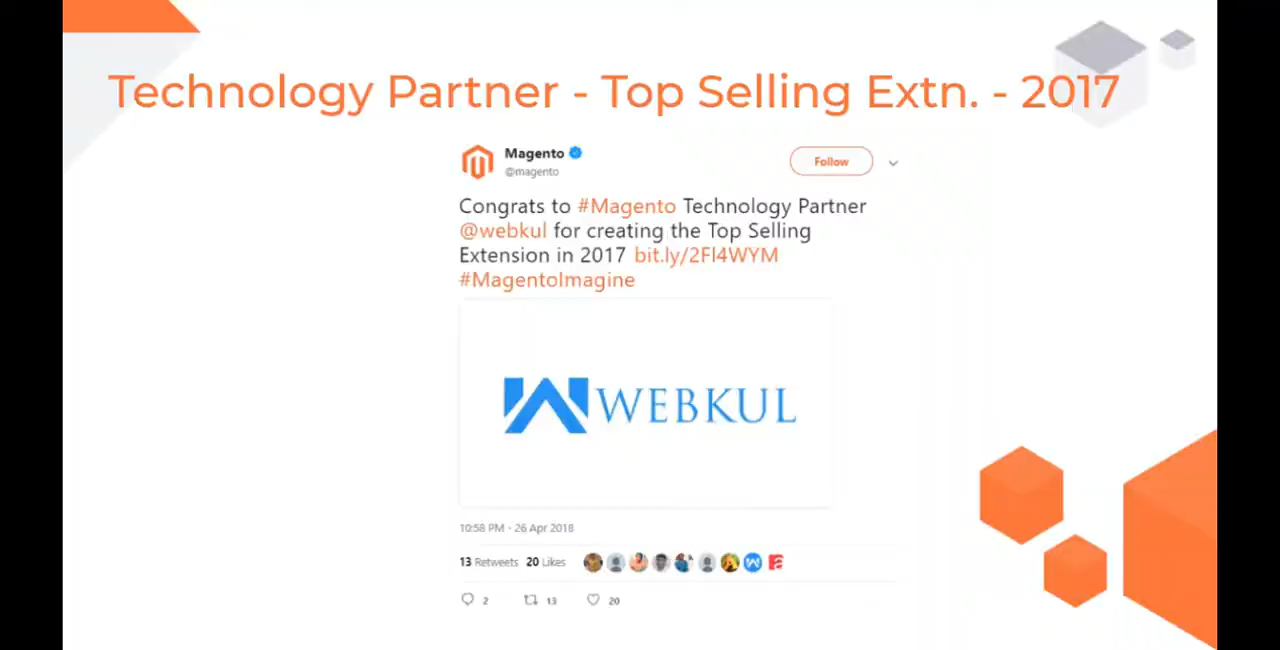 Technology Partner - Top Selling Extn. - 2017
Magento
@magento
Follow
Congrats to #Magento Technology Partner
@webkul for creating the Top Selling
Extension in 2017 bit.ly/2Fl4WYM
#MagentoImagine
WEBKUL
10:58 PM - 26 Apr 2018
13 Retweets 20 Likes
2 13 20